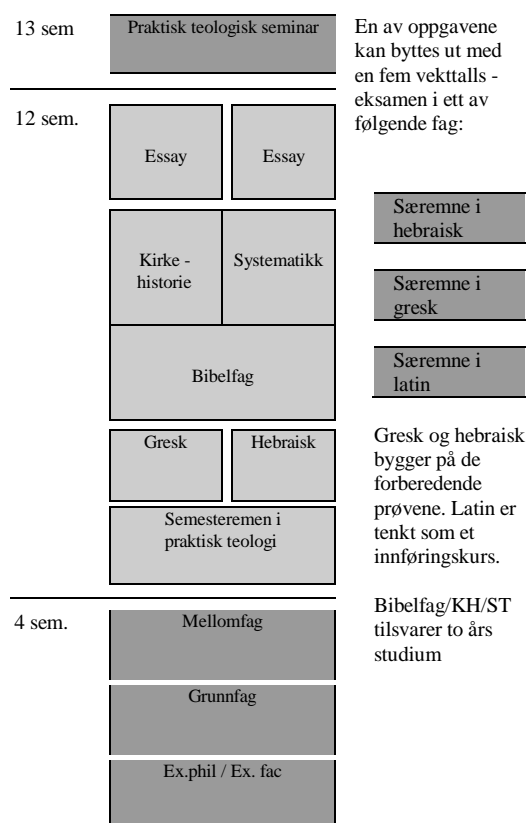 13 sem
Praktisk teologisk seminar
12 sem.
Essay
Essay
Kirke -
historie
Systematikk
Bibelfag
Gresk
Hebraisk
Semesteremen i
praktisk teologi
4 sem.
Mellomfag
Grunnfag
Ex.phil / Ex. fac
En av oppgavene
kan byttes ut med
en fem vekttalls -
eksamen i ett av
følgende fag:
Særemne i
hebraisk
Særemne i
gresk
Særemne i
latin
Gresk og hebraisk
bygger på de
forberedende
prøvene. Latin er
tenkt som et
innføringskurs.
Bibelfag/KH/ST
tilsvarer to års
studium